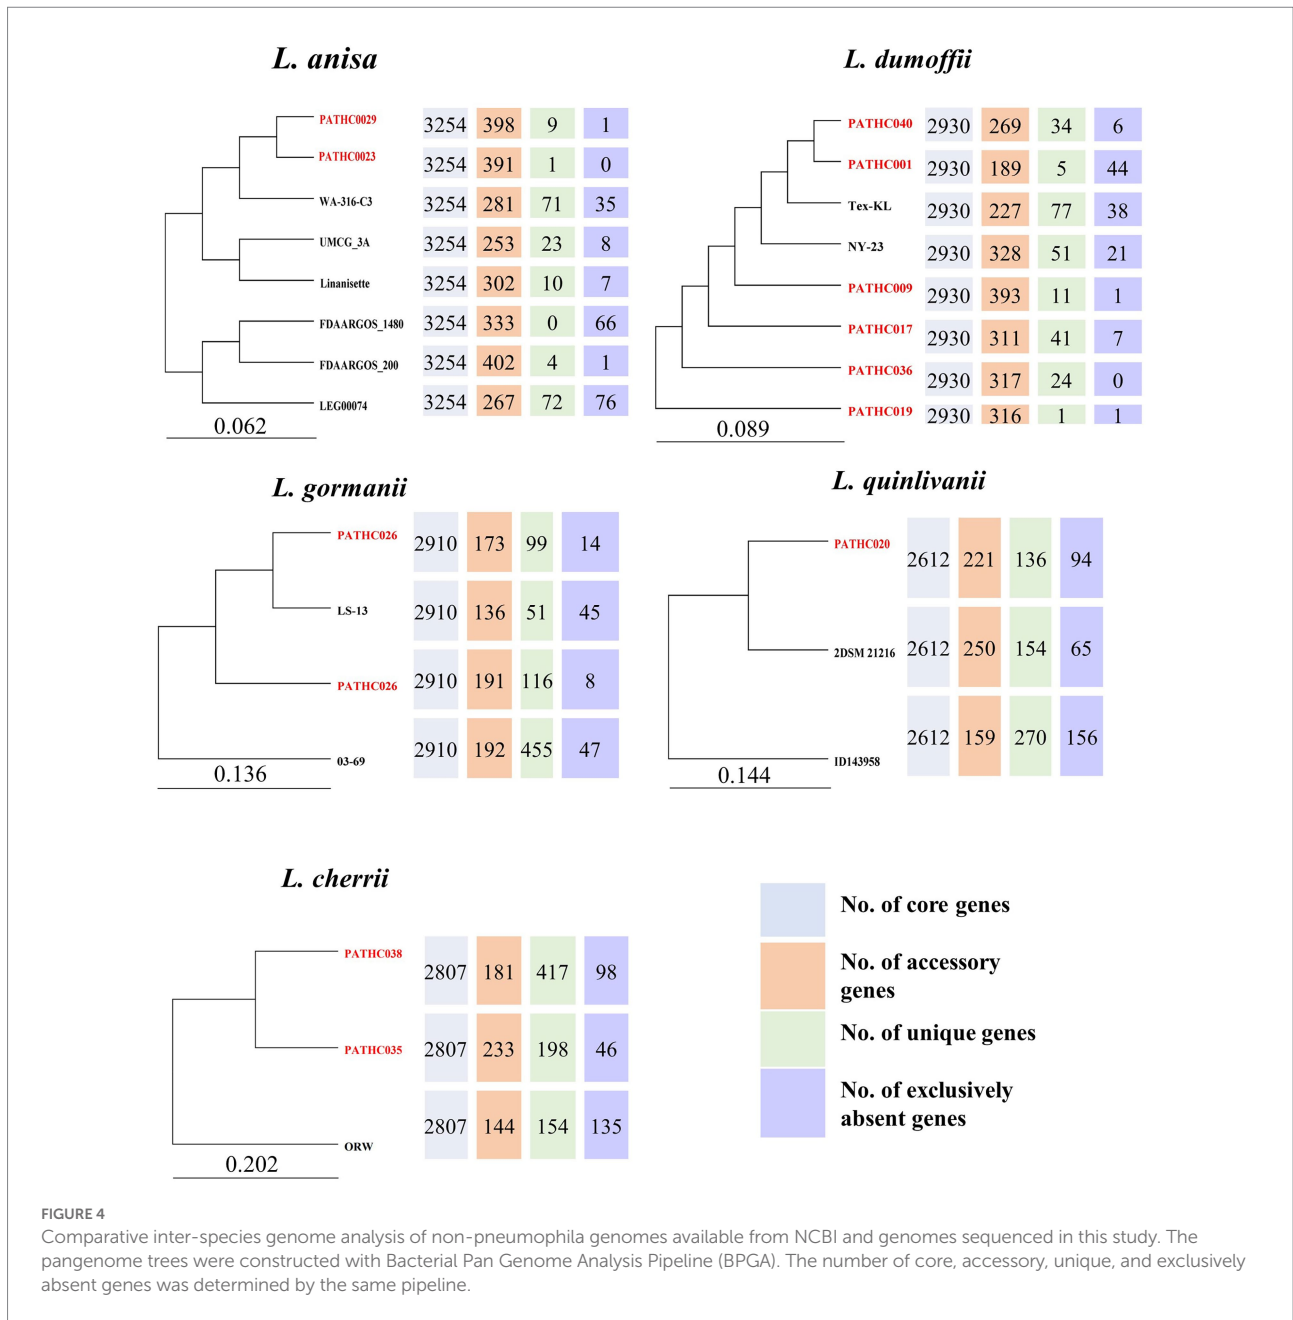 L. anisa
PATHC0029 3254 398 9 1
PATHC0023 3254 391 1 0
WA-316-C3 3254 281 71 35
UMCG_3A 3254 253 23 8
Linanisette 3254 302 10 7
FDAARGOS_1480 3254 333 0 66
FDAARGOS_200 3254 402 4 1
LEG00074 3254 267 72 76
0.062
L. dumoffii
PATHC040 2930 269 34 6
PATHC001 2930 189 5 44
Tex-KL 2930 227 77 38
NY-23 2930 328 51 21
PATHC009 2930 393 11 1
PATHC017 2930 311 41 7
PATHC036 2930 317 24 0
PATHC019 2930 316 1 1
0.089
L. gormanii
PATHC026 2910 173 99 14
LS-13 2910 136 51 45
PATHC026 2910 191 116 8
03-69 2910 192 455 47
0.136
L. quinlivanii
PATHC020 2612 221 136 94
2DSM 21216 2612 250 154 65
ID143958 2612 159 270 156
0.144
L. cherrii
PATHC038 2807 181 417 98
PATHC035 2807 233 198 46
ORW 2807 144 154 135
0.202
No. of core genes
No. of accessory
genes
No. of unique genes
No. of exclusively
absent genes
FIGURE 4
Comparative inter-species genome analysis of non-pneumophila genomes available from NCBI and genomes sequenced in this study. The
pangenome trees were constructed with Bacterial Pan Genome Analysis Pipeline (BPGA). The number of core, accessory, unique, and exclusively
absent genes was determined by the same pipeline.